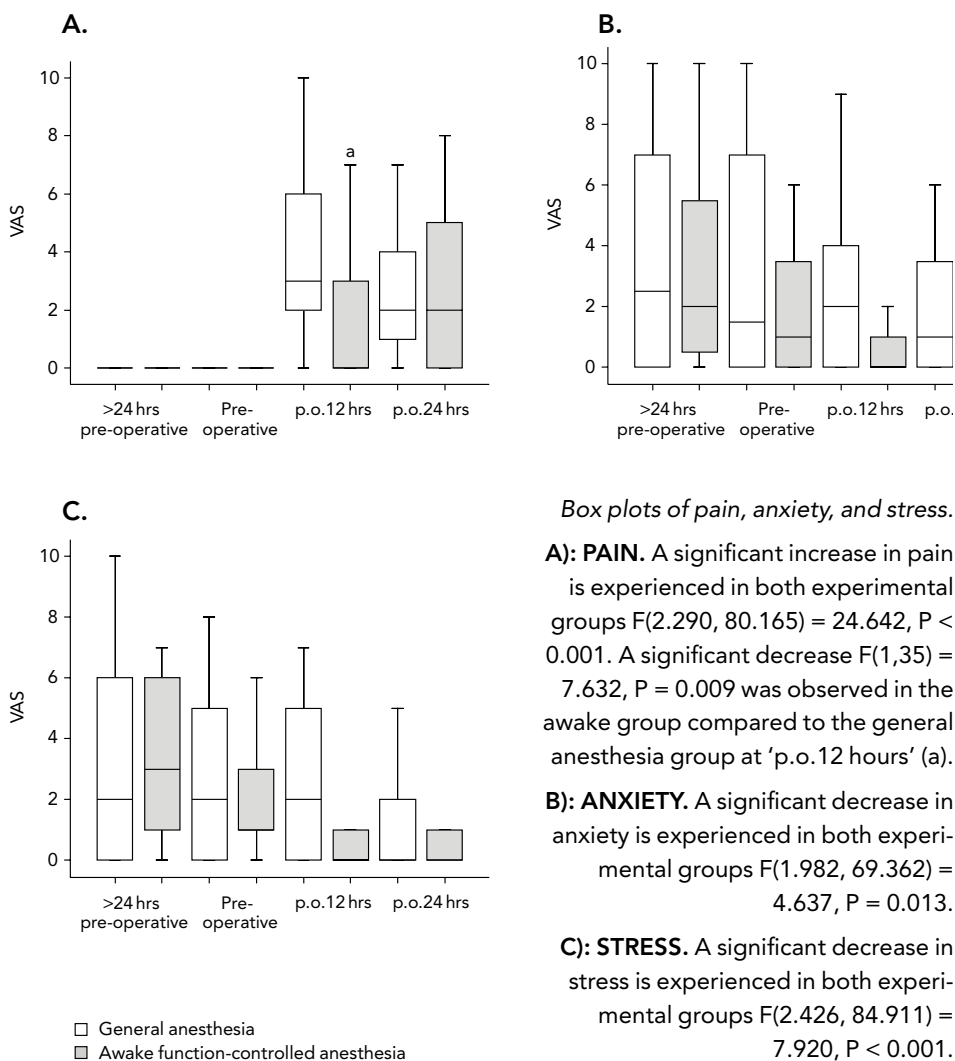 A.
10
8
6
4
2
0
VAS
a
>24 hrs
pre-operative
Pre-
operative
p.o.12 hrs
p.o.24 hrs
B.
10
8
6
4
2
0
VAS
>24 hrs
pre-operative
Pre-
operative
p.o.12 hrs
p.o.
C.
10
8
6
4
2
0
VAS
>24 hrs
pre-operative
Pre-
operative
p.o.12 hrs
p.o.24 hrs
General anesthesia
Awake function-controlled anesthesia
Box plots of pain, anxiety, and stress.
A): PAIN. A significant increase in pain
is experienced in both experimental
groups F(2.290, 80.165) = 24.642, P <
0.001. A significant decrease F(1,35) =
7.632, P = 0.009 was observed in the
awake group compared to the general
anesthesia group at ‘p.o.12 hours’ (a).
B): ANXIETY. A significant decrease in
anxiety is experienced in both experi-
mental groups F(1.982, 69.362) =
4.637, P = 0.013.
C): STRESS. A significant decrease in
stress is experienced in both experi-
mental groups F(2.426, 84.911) =
7.920, P < 0.001.